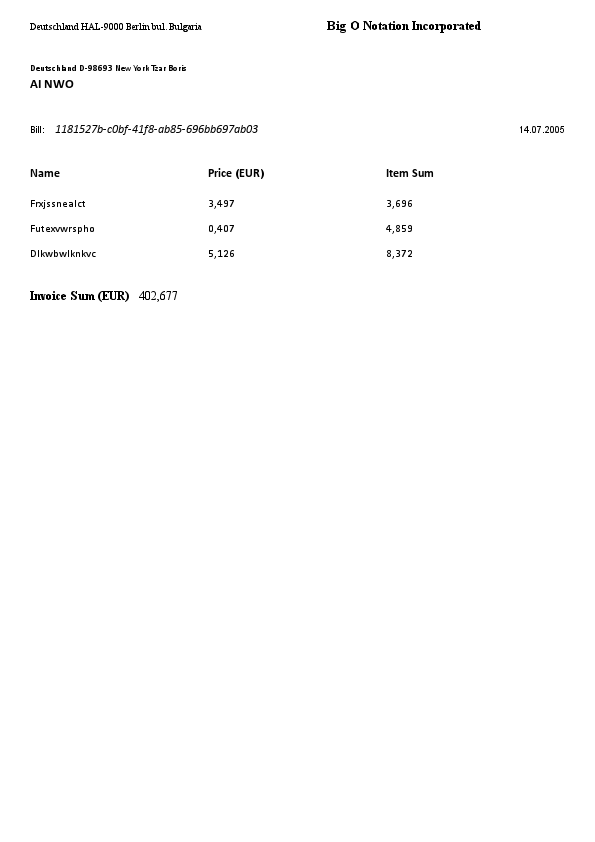 Deutschland HAL-9000 Berlin bul. Bulgaria Big O Notation Incorporated
Deutschland D-98693 New York Tzar Boris
AI NWO
Bill: 1181527b-c0bf-41f8-ab85-696bb697ab03 14.07.2005
Name Price (EUR) Item Sum
Frxjssnealct 3,497 3,696
Futexvwrspho 0,407 4,859
Dlkwbwlknkvc 5,126 8,372
Invoice Sum (EUR) 402,677